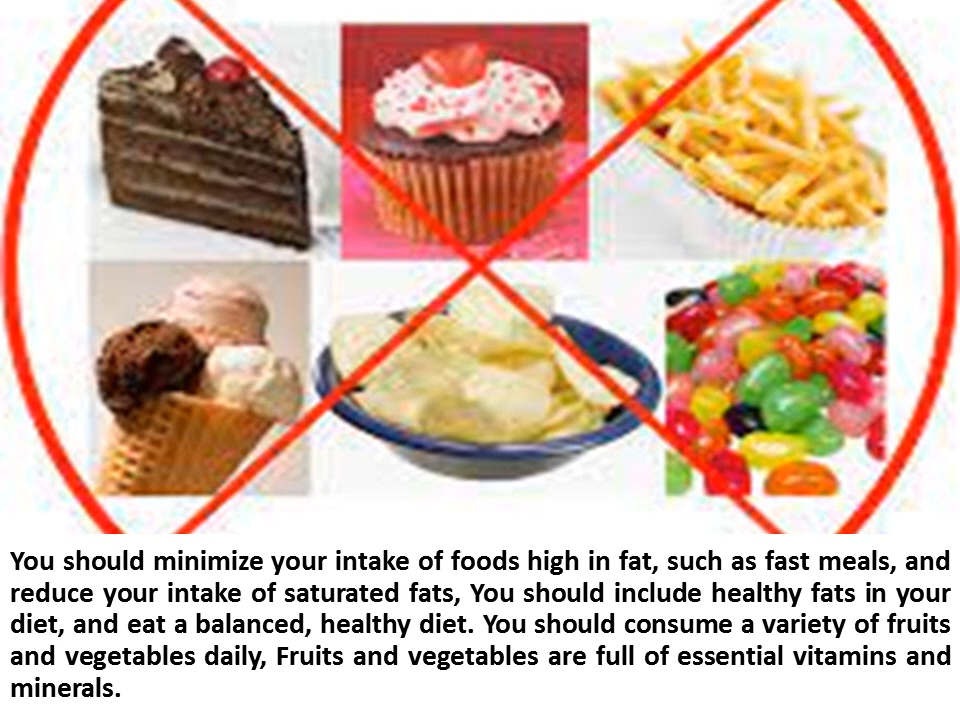 You should minimize your intake of foods high in fat, such as fast meals, and
reduce your intake of saturated fats, You should include healthy fats in your
diet, and eat a balanced, healthy diet. You should consume a variety of fruits
and vegetables daily, Fruits and vegetables are full of essential vitamins and
minerals.